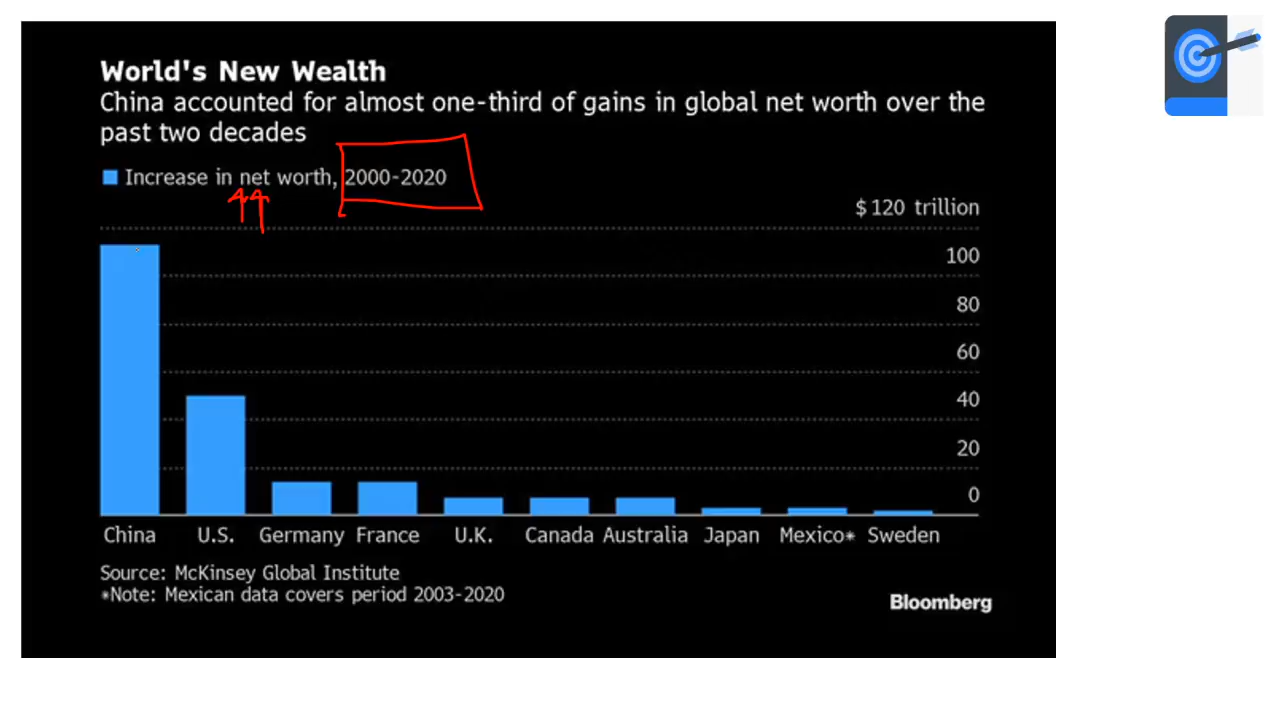 World's New Wealth
China accounted for almost one-third of gains in global net worth over the
past two decades
Increase in net worth, 2000-2020
$120 trillion
100
80
60
40
20
0
China U.S. Germany France U.K. Canada Australia Japan Mexico* Sweden
Source: McKinsey Global Institute
*Note: Mexican data covers period 2003-2020
Bloomberg